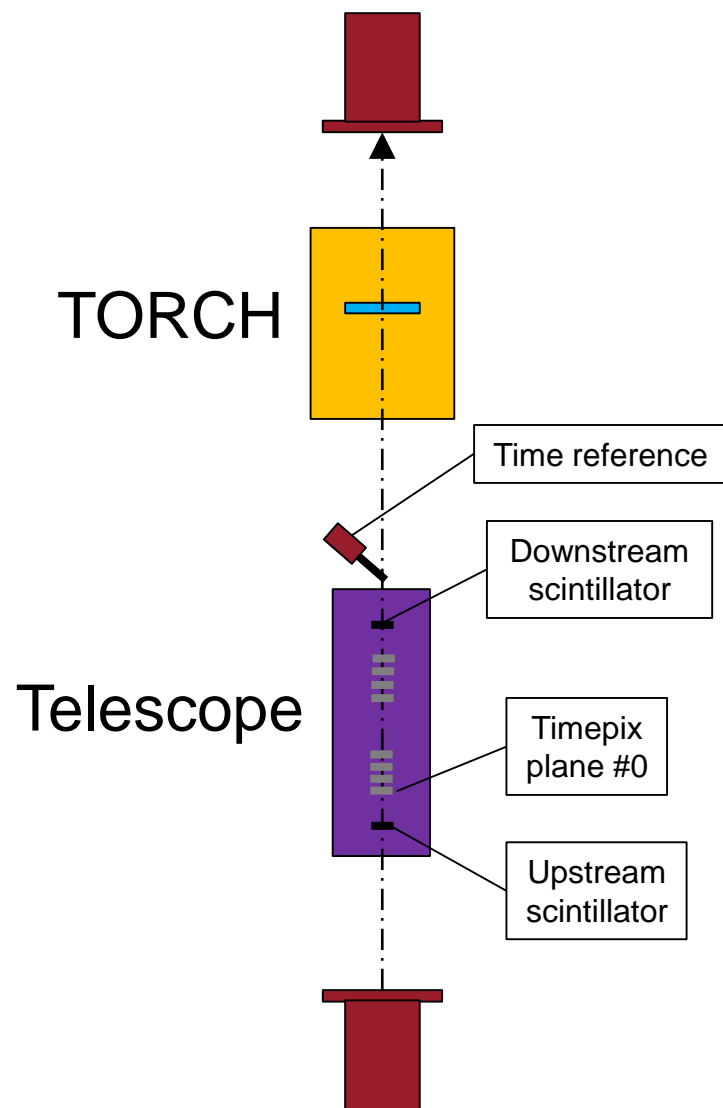 TORCH
Time reference
Downstream
scintillator
Telescope
Timepix
plane #0
Upstream
scintillator